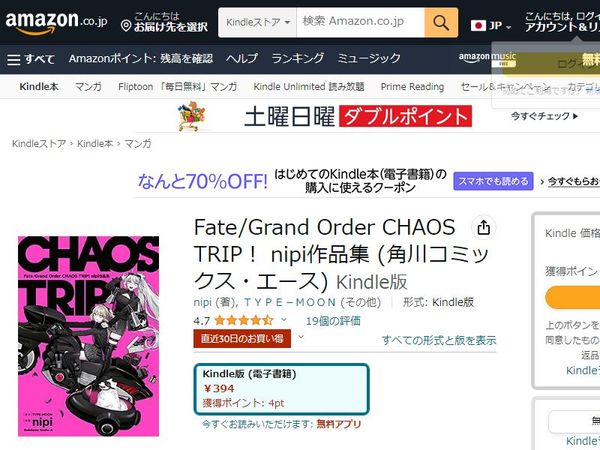 amazon.co.jp
こんにちは
お届け先を選択
Kindleストア
検索 Amazon.co.jp
JP
こんにちは, ログイ
アカウント&リ
すべて
Amazonポイント: 残高を確認
ヘルプ
ランキング
ミュージック
amazon music
FREE
無料
ログイ
Kindle本
マンガ
Fliptoon 「毎日無料」マンガ
Kindle Unlimited 読み放題
Prime Reading
セール&キャンペーン
カテゴ
土曜日曜 ダブルポイント
今すぐチェック
Kindleストア › Kindle本 › マンガ
なんと70%OFF!
はじめてのKindle本(電子書籍)の
購入に使えるクーポン
スマホでも読める
› 今すぐもらお
Fate/Grand Order CHAOS
TRIP！ nipi作品集 (角川コミッ
クス・エース) Kindle版
nipi (著), ＴＹＰＥ－ＭＯＯＮ (その他)
形式: Kindle版
4.7
19個の評価
直近30日のお買い得
すべての形式と版を表示
Kindle版 (電子書籍)
￥394
獲得ポイント: 4pt
今すぐお読みいただけます: 無料アプリ
CHAOS
Fate/Grand Order CHAOS TRIP! nipi作品集
TRIP!
TYPE-MOON
nipi
Kindle 価格
獲得ポイン
上のボタンを
同意したもの
返品
Kindle
無
Kindle